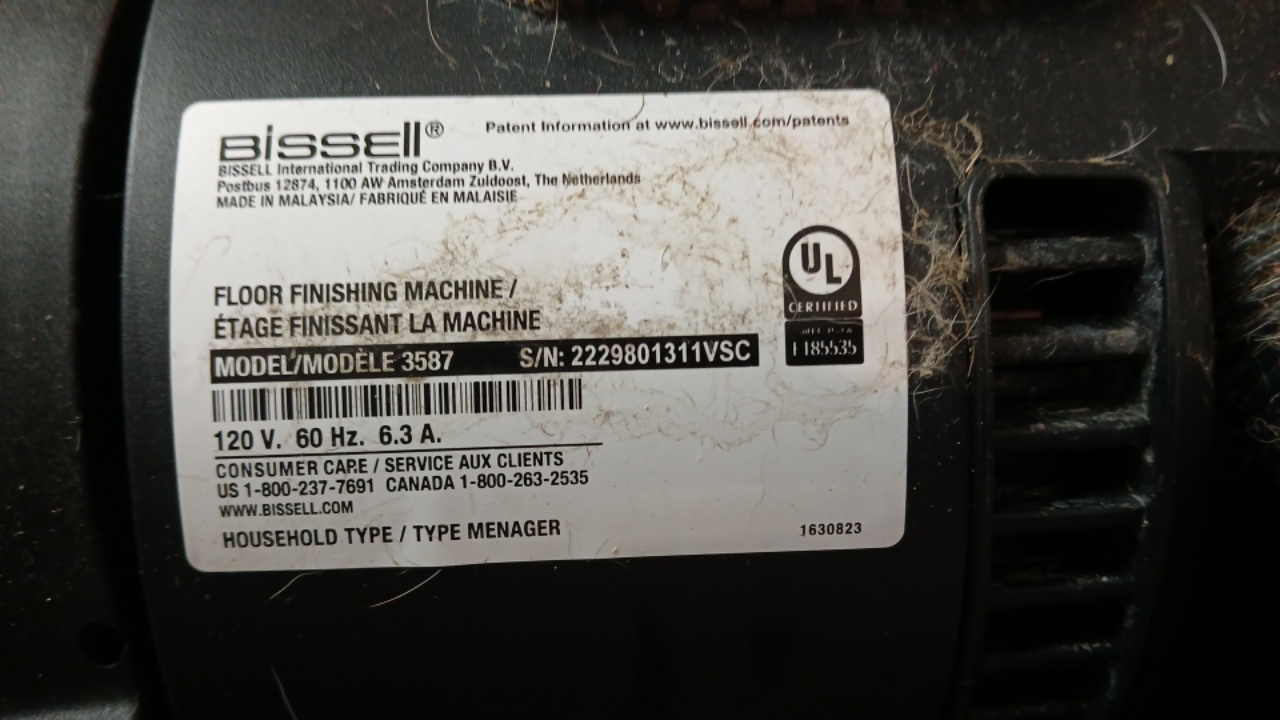 BISSELL®
Patent Information at www.bissell.com/patents
BISSELL International Trading Company B.V.
Postbus 12874, 1100 AW Amsterdam Zuidoost, The Netherlands
MADE IN MALAYSIA/ FABRIQUÉ EN MALAISIE
UL
CERTIFIED
FLOOR FINISHING MACHINE /
ÉTAGE FINISSANT LA MACHINE
MODEL/MODÈLE 3587 S/N: 2229801311VSC
120 V. 60 Hz. 6.3 A.
CONSUMER CARE / SERVICE AUX CLIENTS
US 1-800-237-7691 CANADA 1-800-263-2535
WWW.BISSELL.COM
HOUSEHOLD TYPE / TYPE MENAGER
1630823